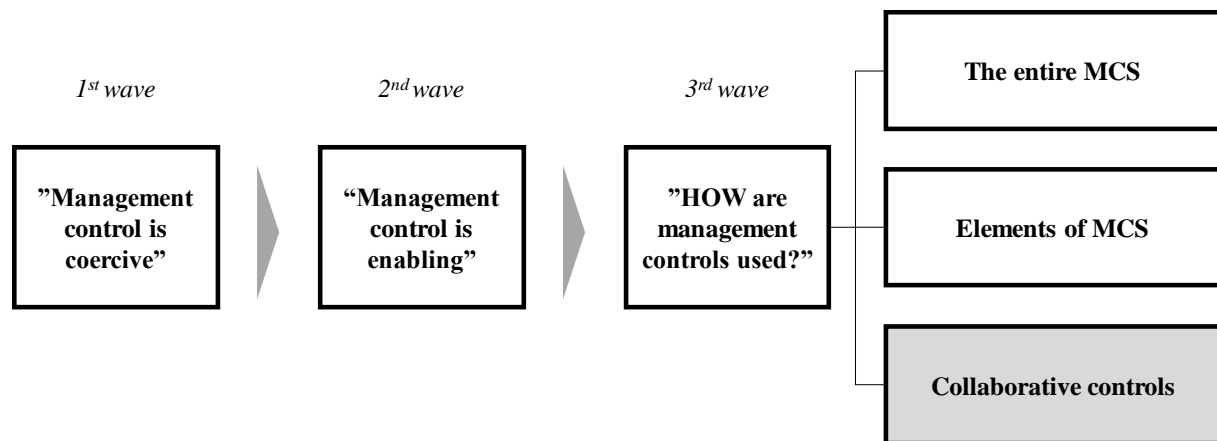 1st wave
”Management
control is
coercive”
2nd wave
“Management
control is
enabling”
3rd wave
”HOW are
management
controls used?”
The entire MCS
Elements of MCS
Collaborative controls